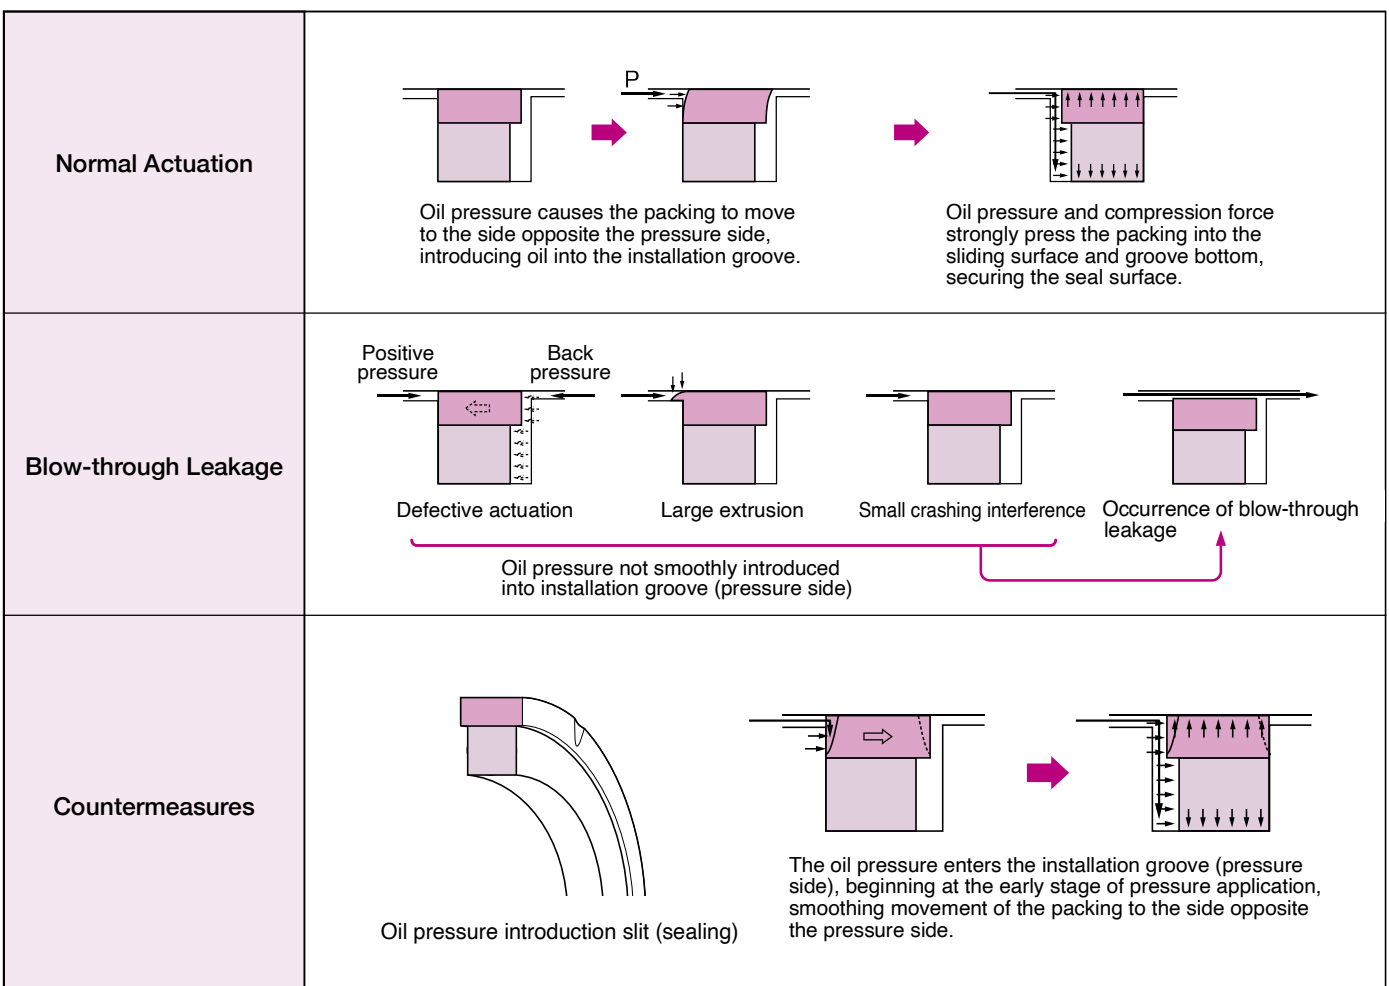 Normal Actuation
P
Oil pressure causes the packing to move
to the side opposite the pressure side,
introducing oil into the installation groove.
Oil pressure and compression force
strongly press the packing into the
sliding surface and groove bottom,
securing the seal surface.
Blow-through Leakage
Positive
pressure
Back
pressure
Defective actuation
Large extrusion
Small crashing interference
Occurrence of blow-through
leakage
Oil pressure not smoothly introduced
into installation groove (pressure side)
Countermeasures
Oil pressure introduction slit (sealing)
The oil pressure enters the installation groove (pressure
side), beginning at the early stage of pressure application,
smoothing movement of the packing to the side opposite
the pressure side.